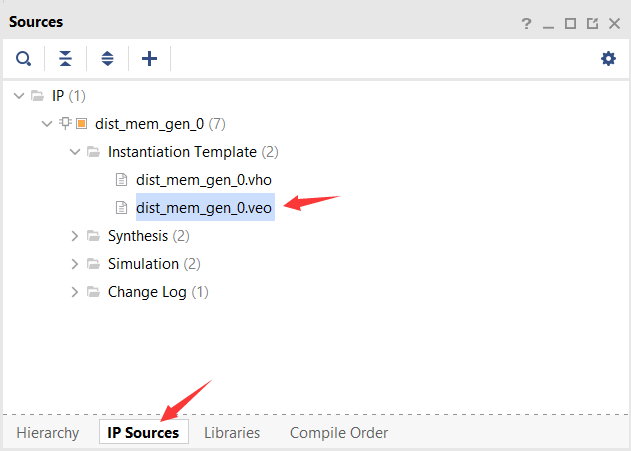 Sources
?
IP (1)
dist_mem_gen_0 (7)
Instantiation Template (2)
dist_mem_gen_0.vho
dist_mem_gen_0.veo
Synthesis (2)
Simulation (2)
Change Log (1)
Hierarchy IP Sources Libraries Compile Order